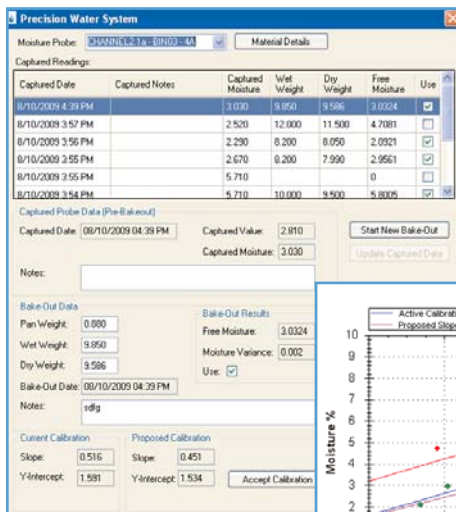 Precision Water System
Moisture Probe: CHANNEL2-1a - BIN03 - 4A Material Details
Captured Readings:
Captured Date Captured Notes Captured Moisture Wet Weight Dry Weight Free Moisture Use
8/10/2009 4:39 PM 3.030 9.850 9.586 3.0324
8/10/2009 3:57 PM 2.520 12.000 11.500 4.7081
8/10/2009 3:56 PM 2.290 8.200 8.050 2.0921
8/10/2009 3:55 PM 2.670 8.200 7.990 2.9561
8/10/2009 3:55 PM 5.710 0
8/10/2009 3:54 PM 5.710 10.000 9.500 5.8005
Captured Probe Data (Pre-Bakeout)
Captured Date: 08/10/2009 04:39 PM Captured Value: 2.810 Start New Bake-Out
Captured Moisture: 3.030 Update Captured Data
Notes:
Bake-Out Data
Pan Weight: 0.880
Wet Weight: 9.850
Dry Weight: 9.586
Bake-Out Date: 08/10/2009 04:39 PM
Notes: sdfg
Bake-Out Results
Free Moisture: 3.0324
Moisture Variance: 0.002
Use:
Current Calibration
Slope: 0.516
Y-Intercept: 1.591
Proposed Calibration
Slope: 0.451
Y-Intercept: 1.534
Accept Calibration
Active Calibrati
Proposed Slope
Moisture %
10
9
8
7
6
5
4
3
2